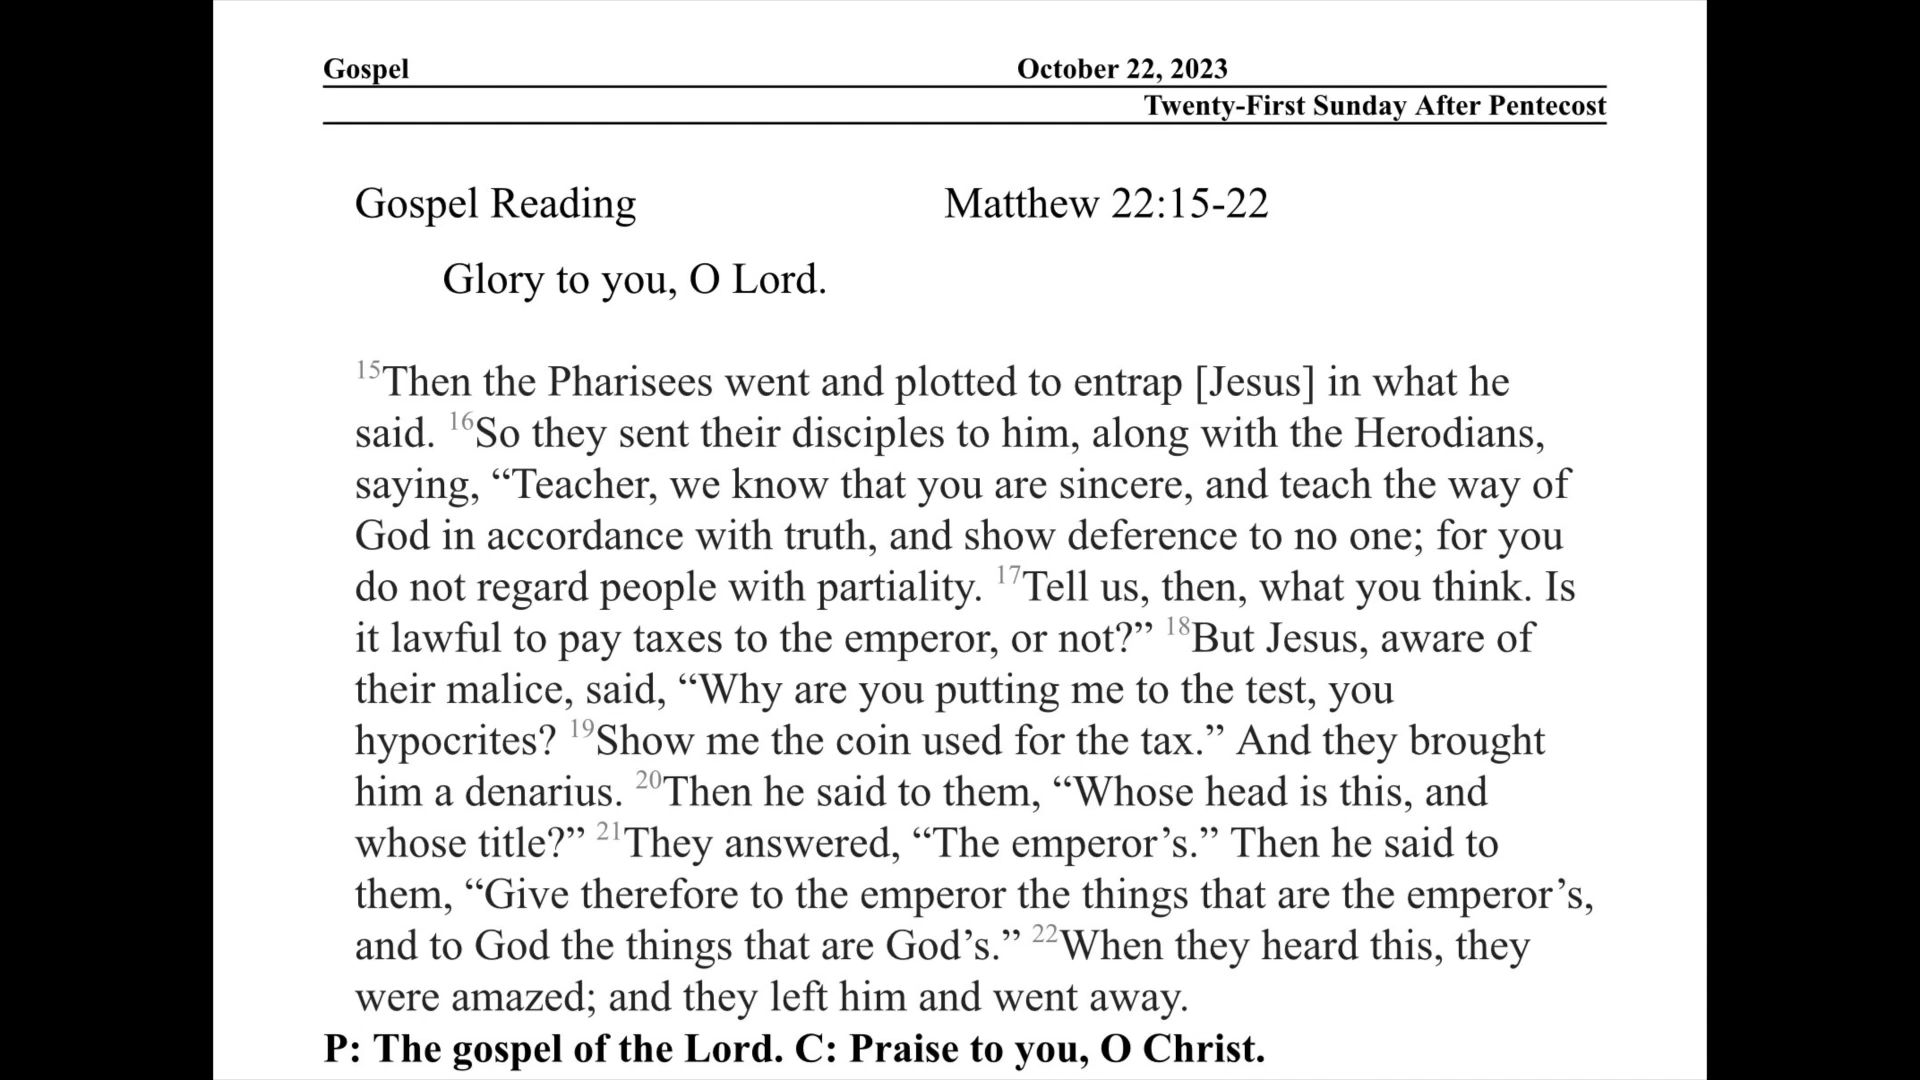 Gospel October 22, 2023
Twenty-First Sunday After Pentecost
Gospel Reading Matthew 22:15-22
Glory to you, O Lord.
15Then the Pharisees went and plotted to entrap [Jesus] in what he
said. 16So they sent their disciples to him, along with the Herodians,
saying, “Teacher, we know that you are sincere, and teach the way of
God in accordance with truth, and show deference to no one; for you
do not regard people with partiality. 17Tell us, then, what you think. Is
it lawful to pay taxes to the emperor, or not?” 18But Jesus, aware of
their malice, said, “Why are you putting me to the test, you
hypocrites? 19Show me the coin used for the tax.” And they brought
him a denarius. 20Then he said to them, “Whose head is this, and
whose title?” 21They answered, “The emperor’s.” Then he said to
them, “Give therefore to the emperor the things that are the emperor’s,
and to God the things that are God’s.” 22When they heard this, they
were amazed; and they left him and went away.
P: The gospel of the Lord. C: Praise to you, O Christ.